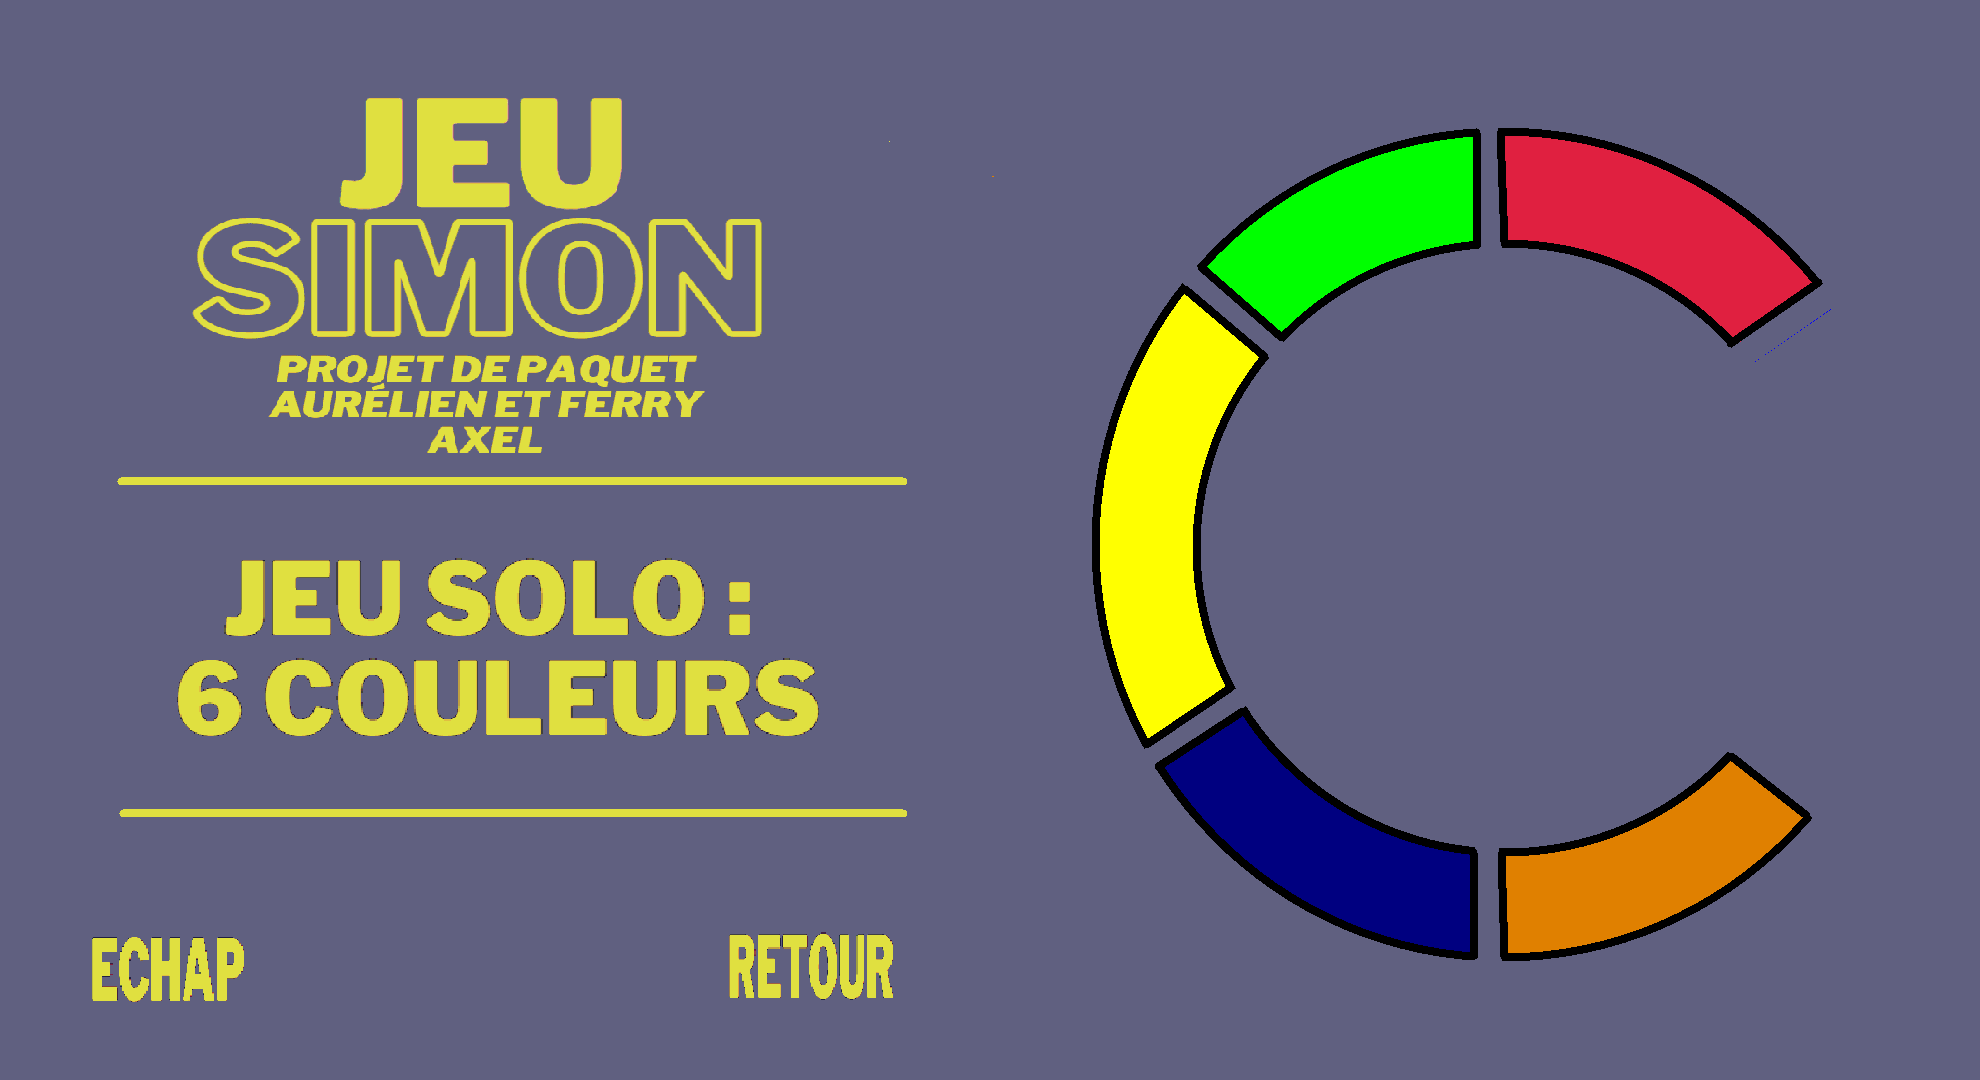 JEU
SIMON
PROJET DE PAQUET
AURÉLIEN ET FERRY
AXEL
JEU SOLO :
6 COULEURS
ECHAP
RETOUR